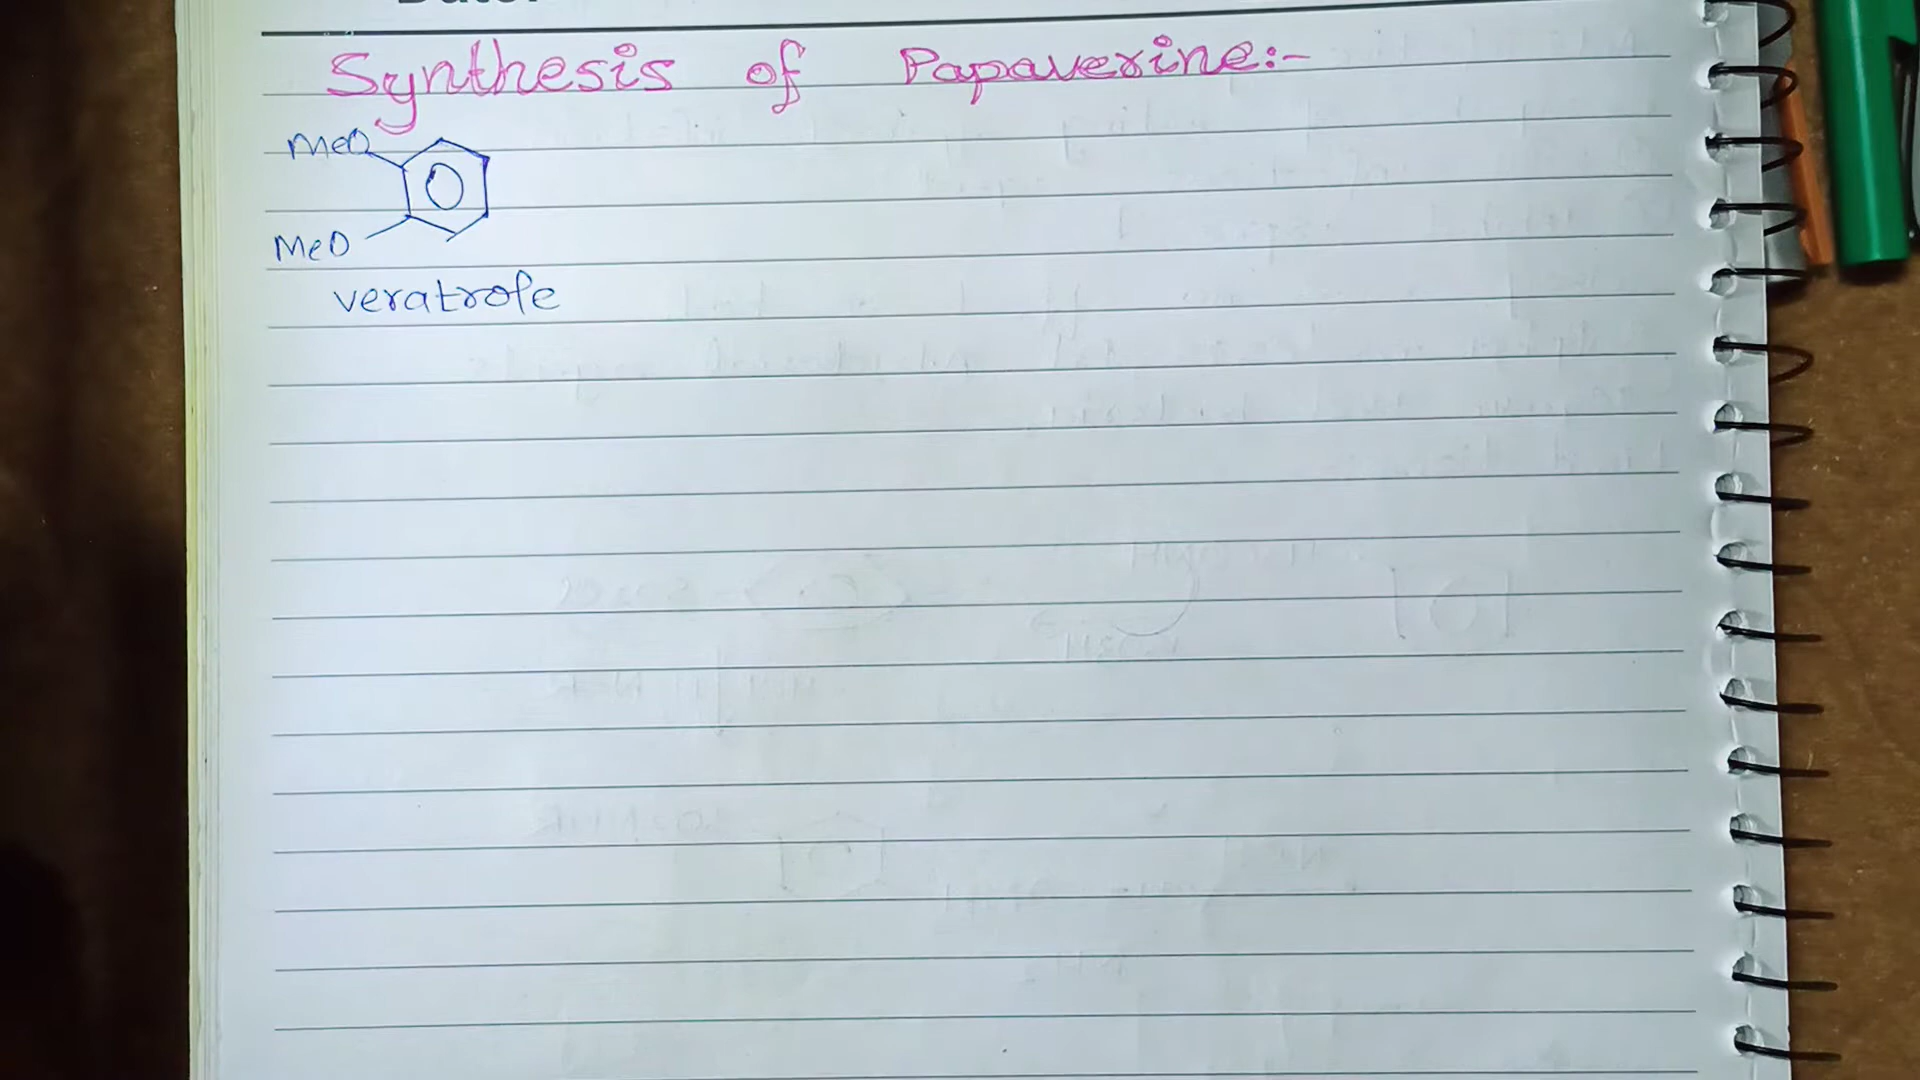 Synthesis of Papaverine:-
MeO
MeO
veratrole